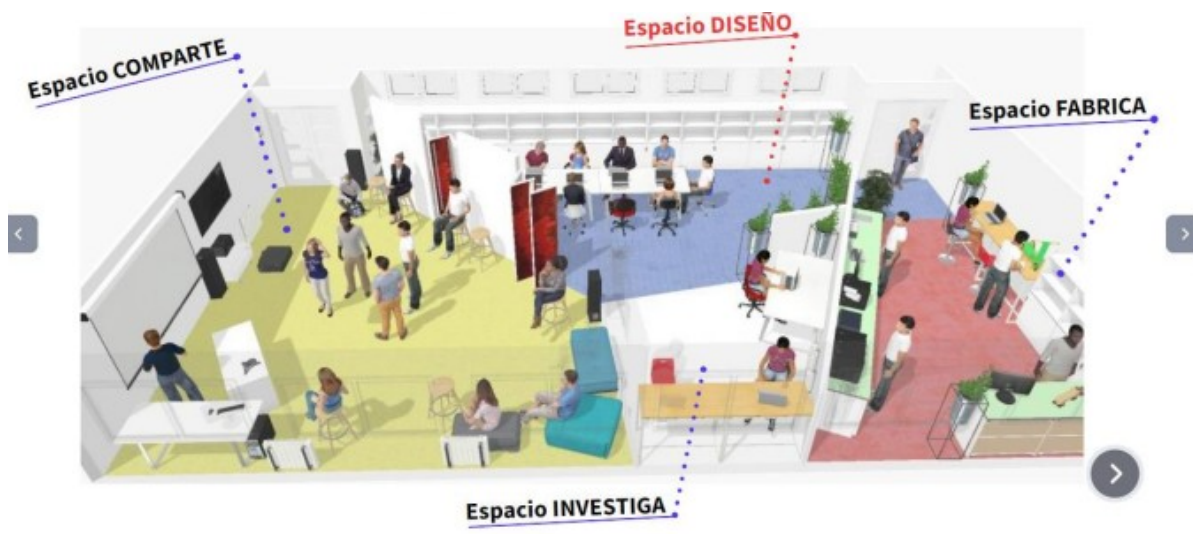 Espacio DISEÑO
Espacio COMPARTE
Espacio FABRICA
Espacio INVESTIGA